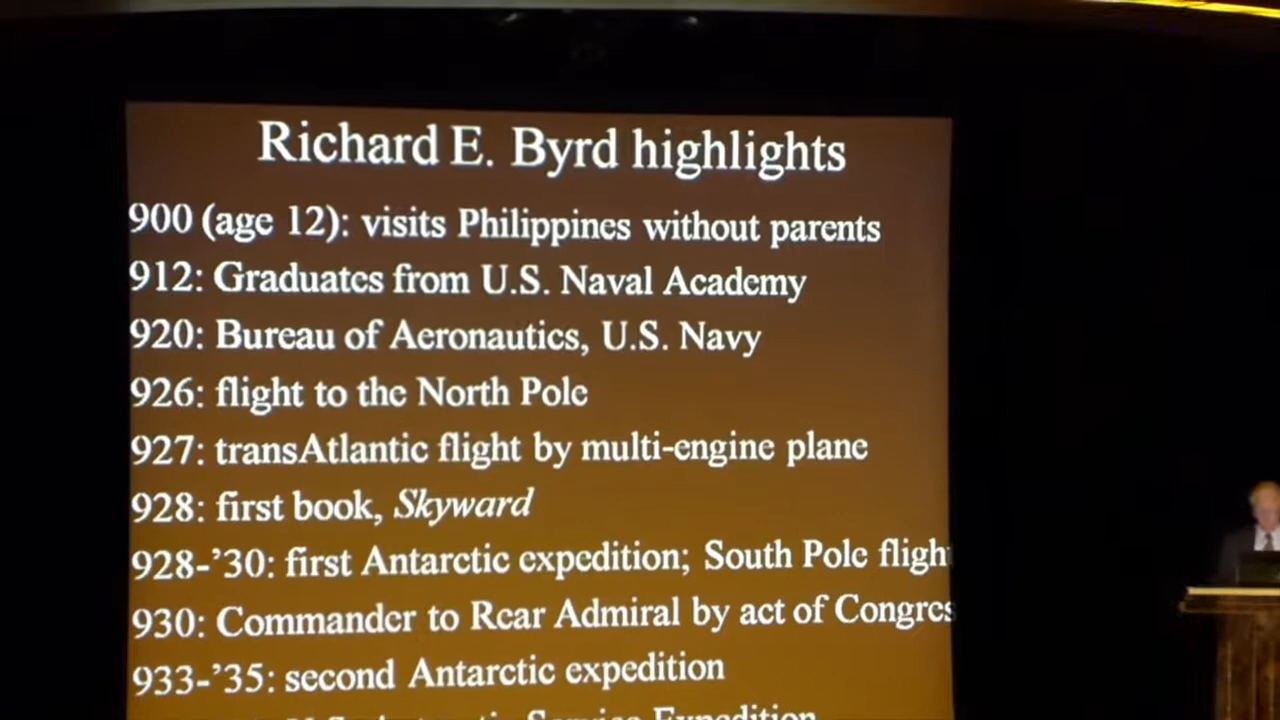 Richard E. Byrd highlights
900 (age 12): visits Philippines without parents
912: Graduates from U.S. Naval Academy
920: Bureau of Aeronautics, U.S. Navy
926: flight to the North Pole
927: transAtlantic flight by multi-engine plane
928: first book, Skyward
928-’30: first Antarctic expedition; South Pole fligh
930: Commander to Rear Admiral by act of Congres
933-’35: second Antarctic expedition
Service Expedition